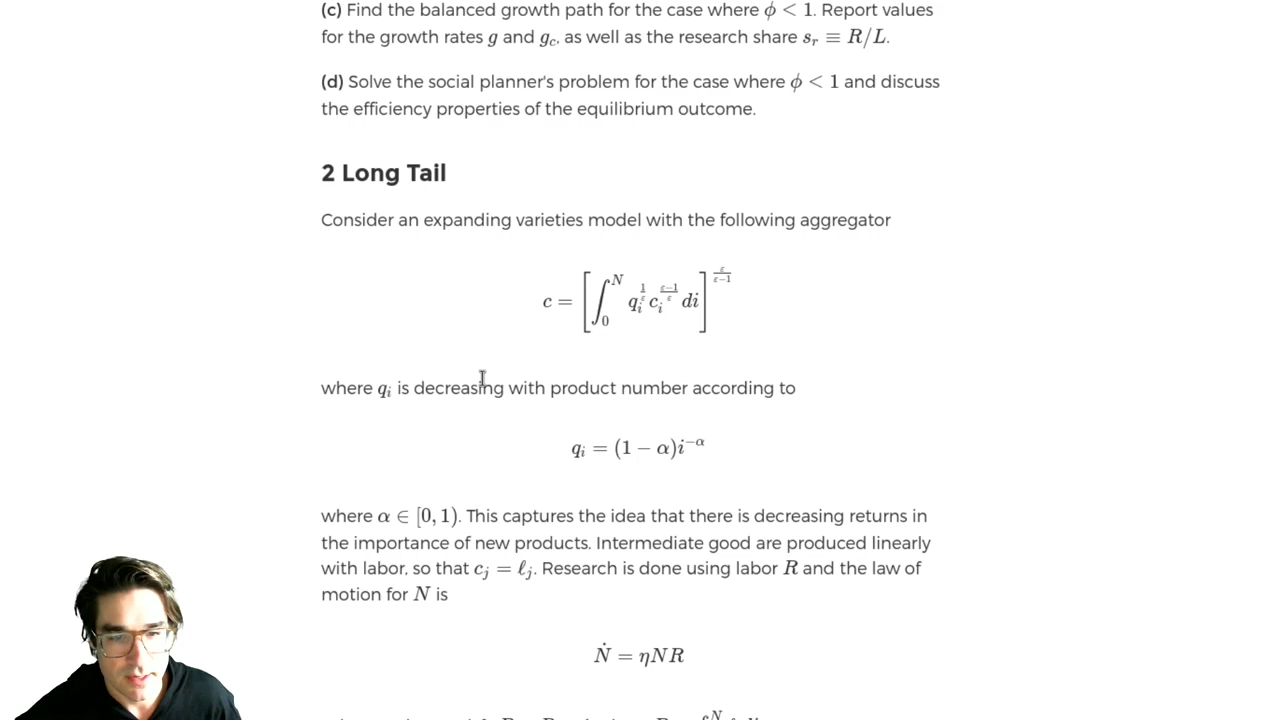 (c) Find the balanced growth path for the case where ϕ < 1. Report values
for the growth rates g and g_c, as well as the research share s_r ≡ R/L.
(d) Solve the social planner's problem for the case where ϕ < 1 and discuss
the efficiency properties of the equilibrium outcome.
2 Long Tail
Consider an expanding varieties model with the following aggregator
c = [∫_0^N q_i^{1/ε} c_i^{(ε−1)/ε} di]^{ε/(ε−1)}
where q_i is decreasing with product number according to
q_i = (1 − α)i^{−α}
where α ∈ [0, 1). This captures the idea that there is decreasing returns in
the importance of new products. Intermediate good are produced linearly
with labor, so that c_j = ℓ_j. Research is done using labor R and the law of
motion for N is
Ṅ = ηNR